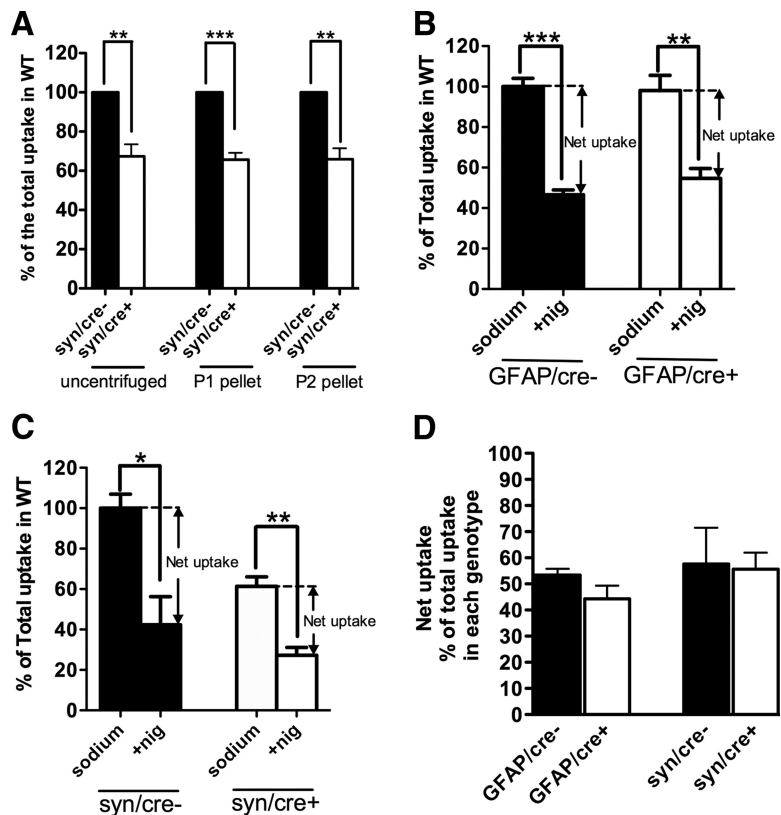 A
% of the total uptake in WT
120
100
80
60
40
20
0
**
***
**
syn/cre-
syn/cre+
syn/cre-
syn/cre+
syn/cre-
syn/cre+
uncentrifuged
P1 pellet
P2 pellet
B
% of Total uptake in WT
120
100
80
60
40
20
0
***
**
Net uptake
Net uptake
sodium
+nig
sodium
+nig
GFAP/cre-
GFAP/cre+
C
% of Total uptake in WT
120
100
80
60
40
20
0
*
**
Net uptake
Net uptake
sodium
+nig
sodium
+nig
syn/cre-
syn/cre+
D
Net uptake
% of total uptake
in each genotype
100
90
80
70
60
50
40
30
20
10
0
GFAP/cre-
GFAP/cre+
syn/cre-
syn/cre+